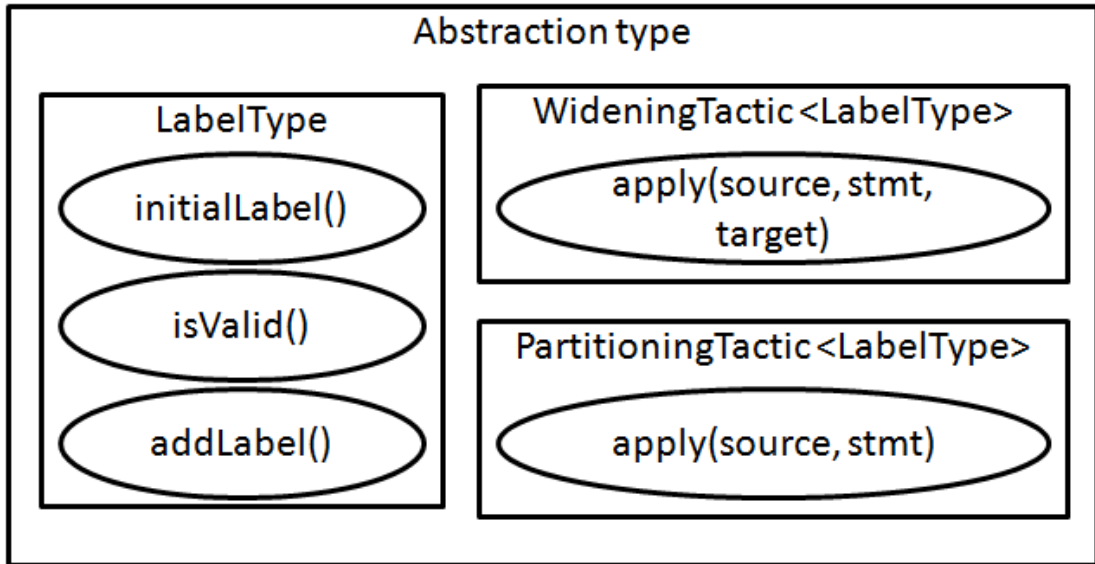 Abstraction type
LabelType
initialLabel()
isValid()
addLabel()
WideningTactic<LabelType>
apply(source, stmt,
target)
PartitioningTactic<LabelType>
apply(source, stmt)